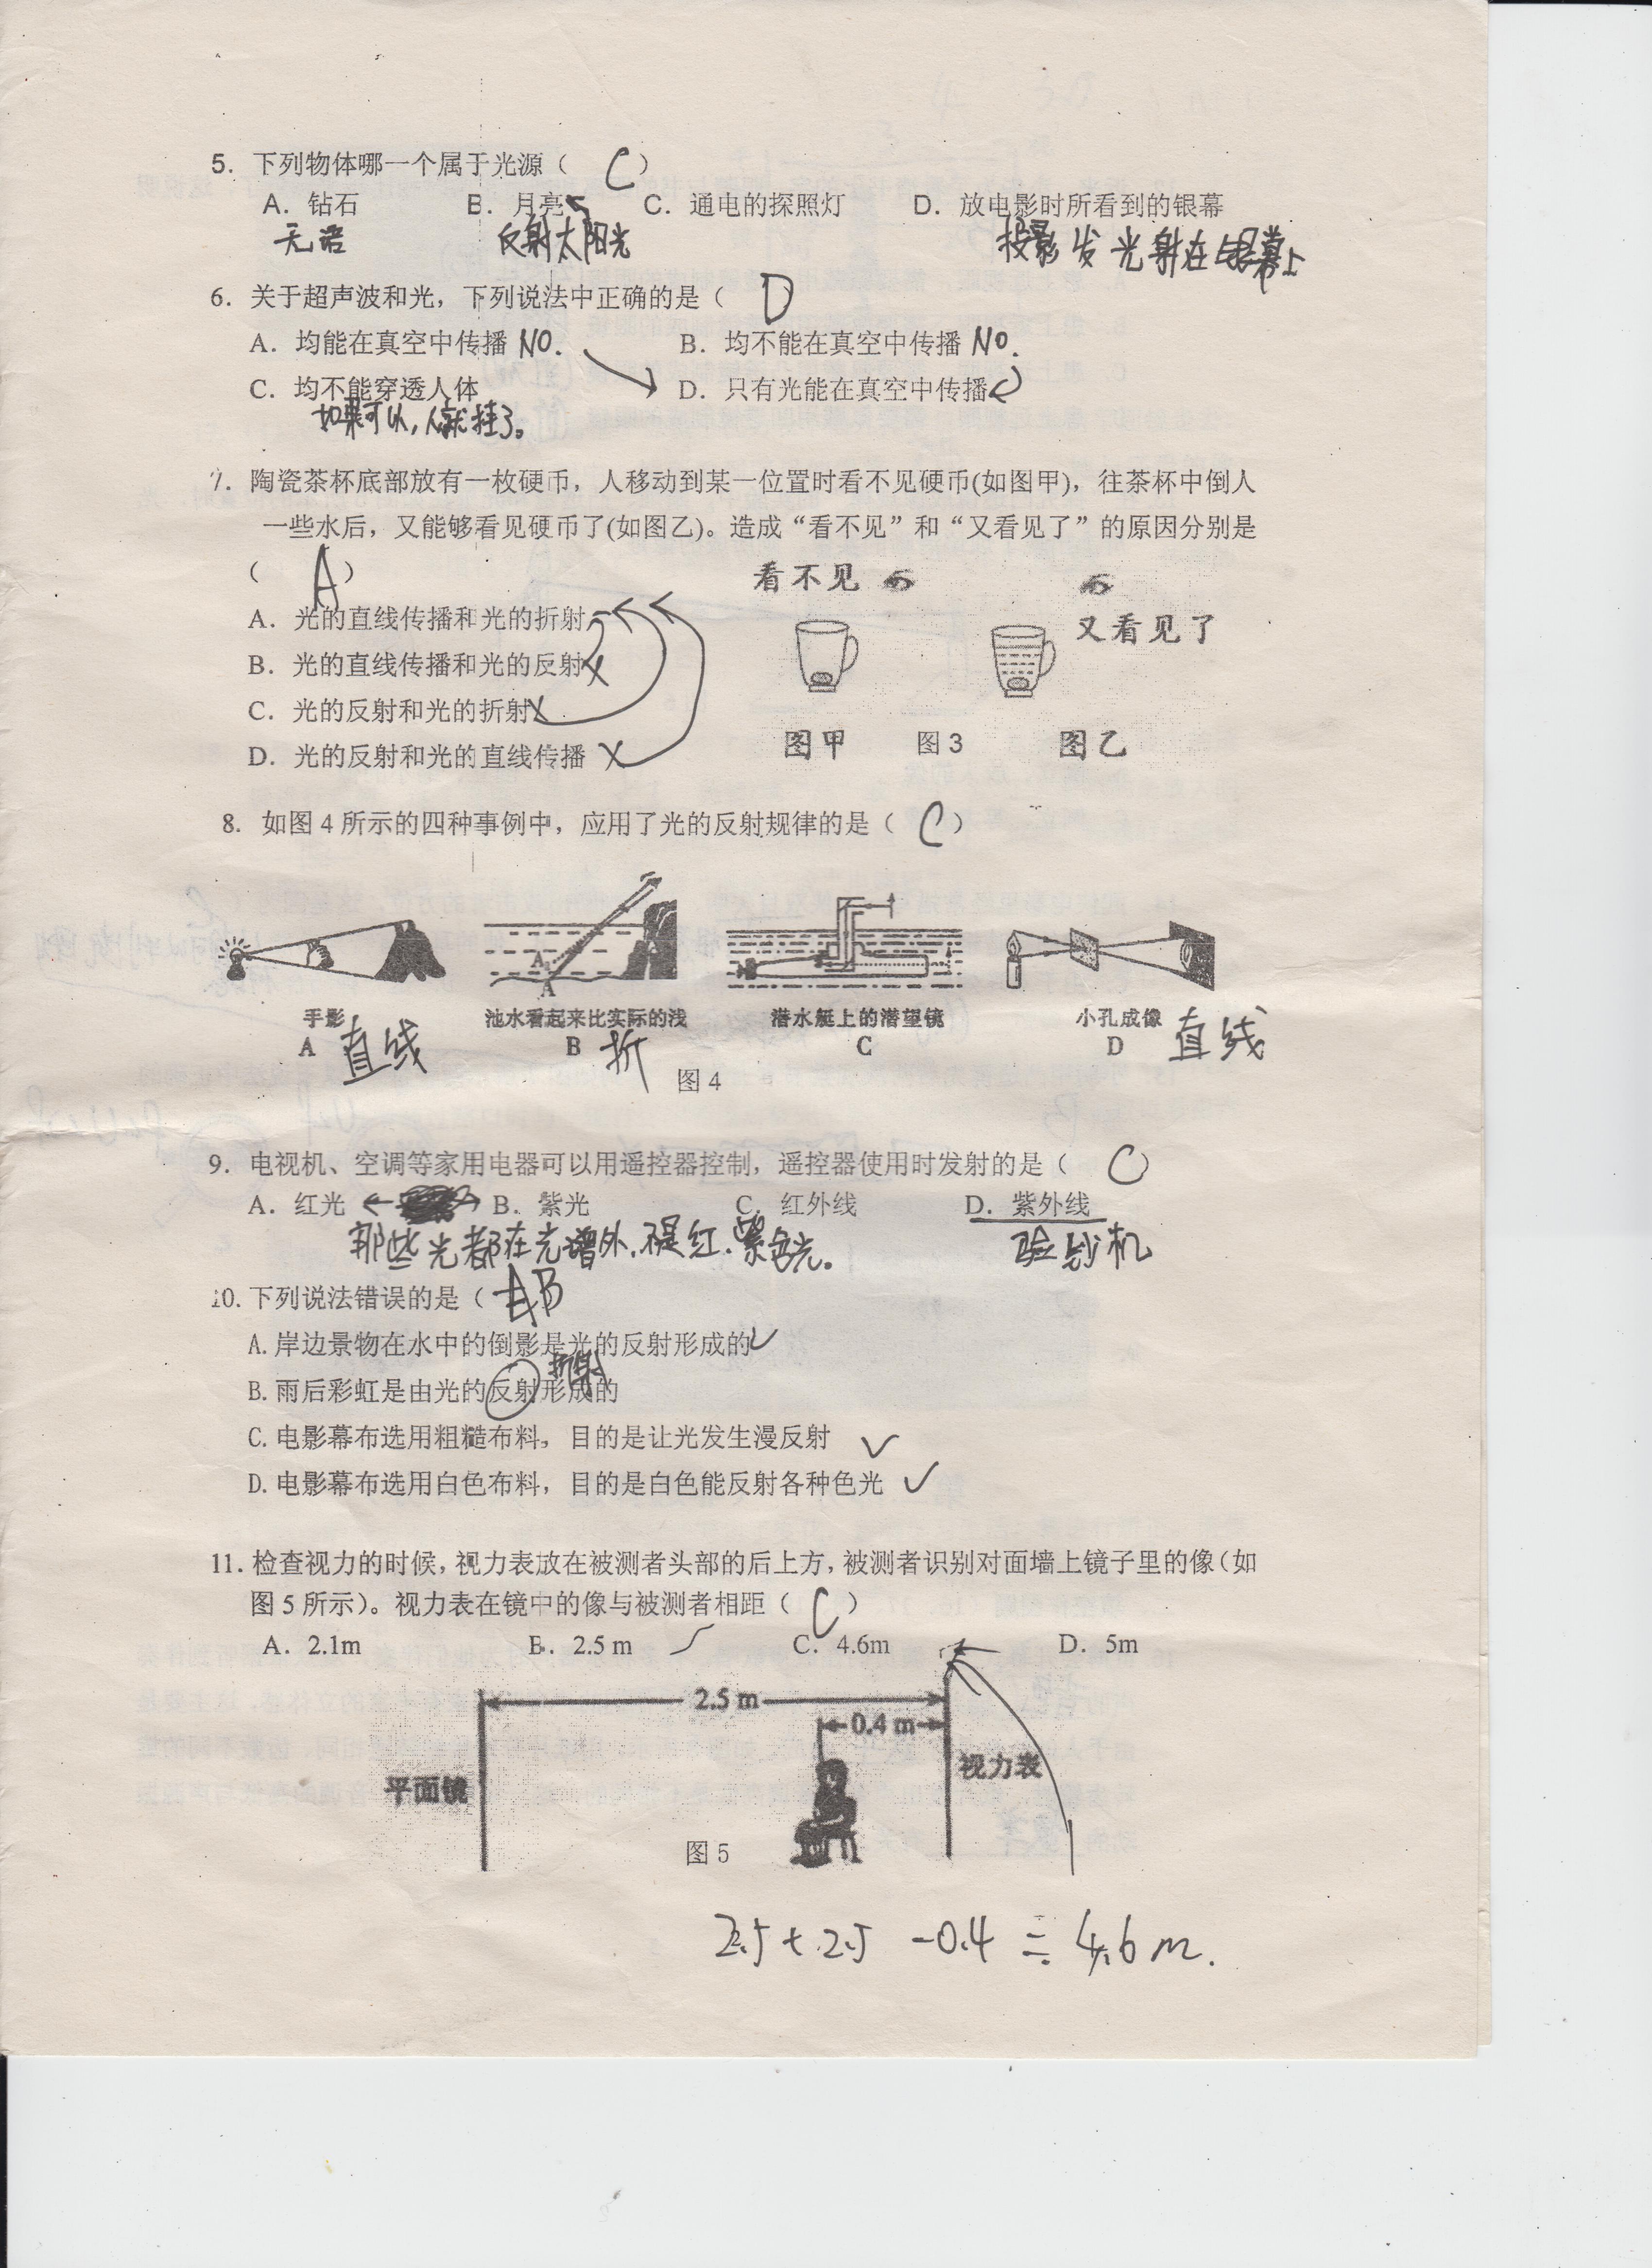 5. 下列物体哪一个属于光源（ C ）
A. 钻石 B. 月亮 C. 通电的探照灯 D. 放电影时所看到的银幕
无语 反射太阳光 投影发光射在银幕上
6. 关于超声波和光，下列说法中正确的是（ D
A. 均能在真空中传播 NO. B. 均不能在真空中传播 NO.
C. 均不能穿透人体 D. 只有光能在真空中传播
如果可以，人就挂了。
7. 陶瓷茶杯底部放有一枚硬币，人移动到某一位置时看不见硬币(如图甲)，往茶杯中倒人
一些水后，又能够看见硬币了(如图乙)。造成“看不见”和“又看见了”的原因分别是
（ A ）
看不见
又看见了
A. 光的直线传播和光的折射
B. 光的直线传播和光的反射
C. 光的反射和光的折射
D. 光的反射和光的直线传播
图甲 图3 图乙
8. 如图4所示的四种事例中，应用了光的反射规律的是（ C ）
A
A
手影 池水看起来比实际的浅 潜水艇上的潜望镜 小孔成像
A 直线 B 折 C D 直线
图4
9. 电视机、空调等家用电器可以用遥控器控制，遥控器使用时发射的是（ C
A. 红光 B. 紫光 C. 红外线 D. 紫外线
那些光都在光谱外，不是红.紫色光。 验钞机
10. 下列说法错误的是（ B
A. 岸边景物在水中的倒影是光的反射形成的
折射
B. 雨后彩虹是由光的反射形成的
C. 电影幕布选用粗糙布料，目的是让光发生漫反射
D. 电影幕布选用白色布料，目的是白色能反射各种色光
11. 检查视力的时候，视力表放在被测者头部的后上方，被测者识别对面墙上镜子里的像（如
图5所示）。视力表在镜中的像与被测者相距（ C ）
A. 2.1m B. 2.5 m C. 4.6m D. 5m
2.5 m
0.4 m
平面镜 视力表
图5
2.5 + 2.5 -0.4 = 4.6 m.